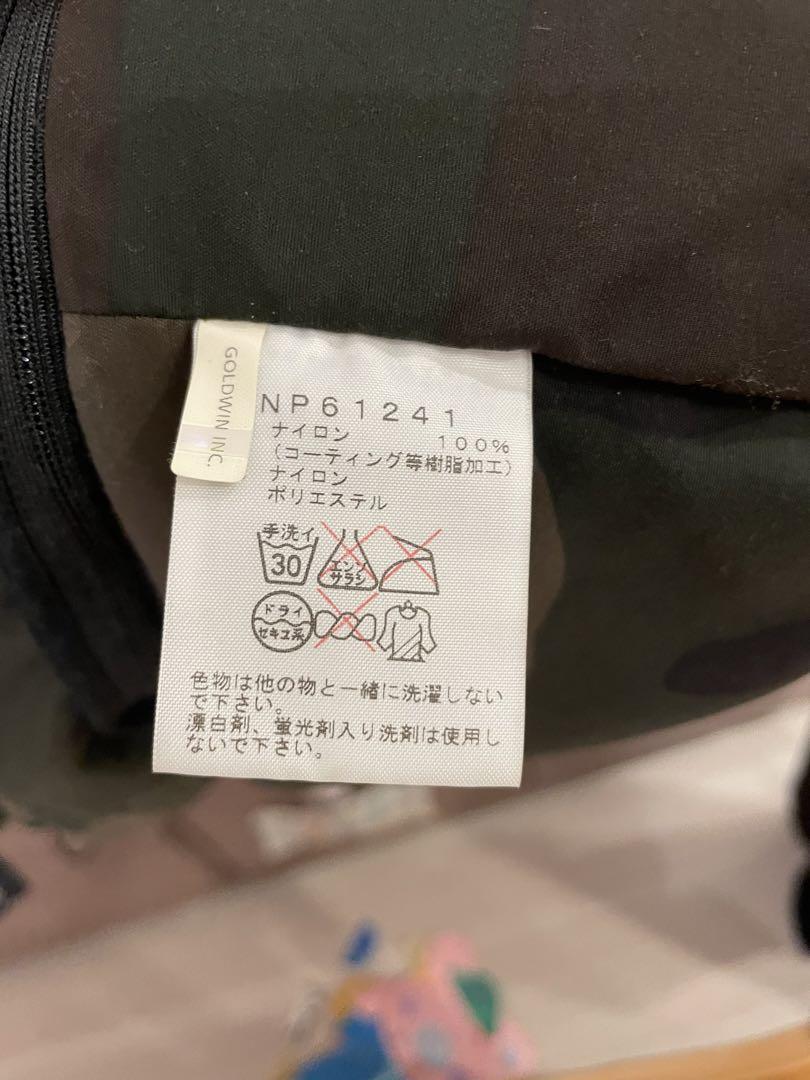 GOLDWIN INC.
NP61241
ナイロン 100%
(コーティング等樹脂加工)
ナイロン
ポリエステル
手洗イ
30
エンソ
サラシ
ドライ
セキユ系
色物は他の物と一緒に洗濯しない
で下さい。
漂白剤、蛍光剤入り洗剤は使用し
ないで下さい。